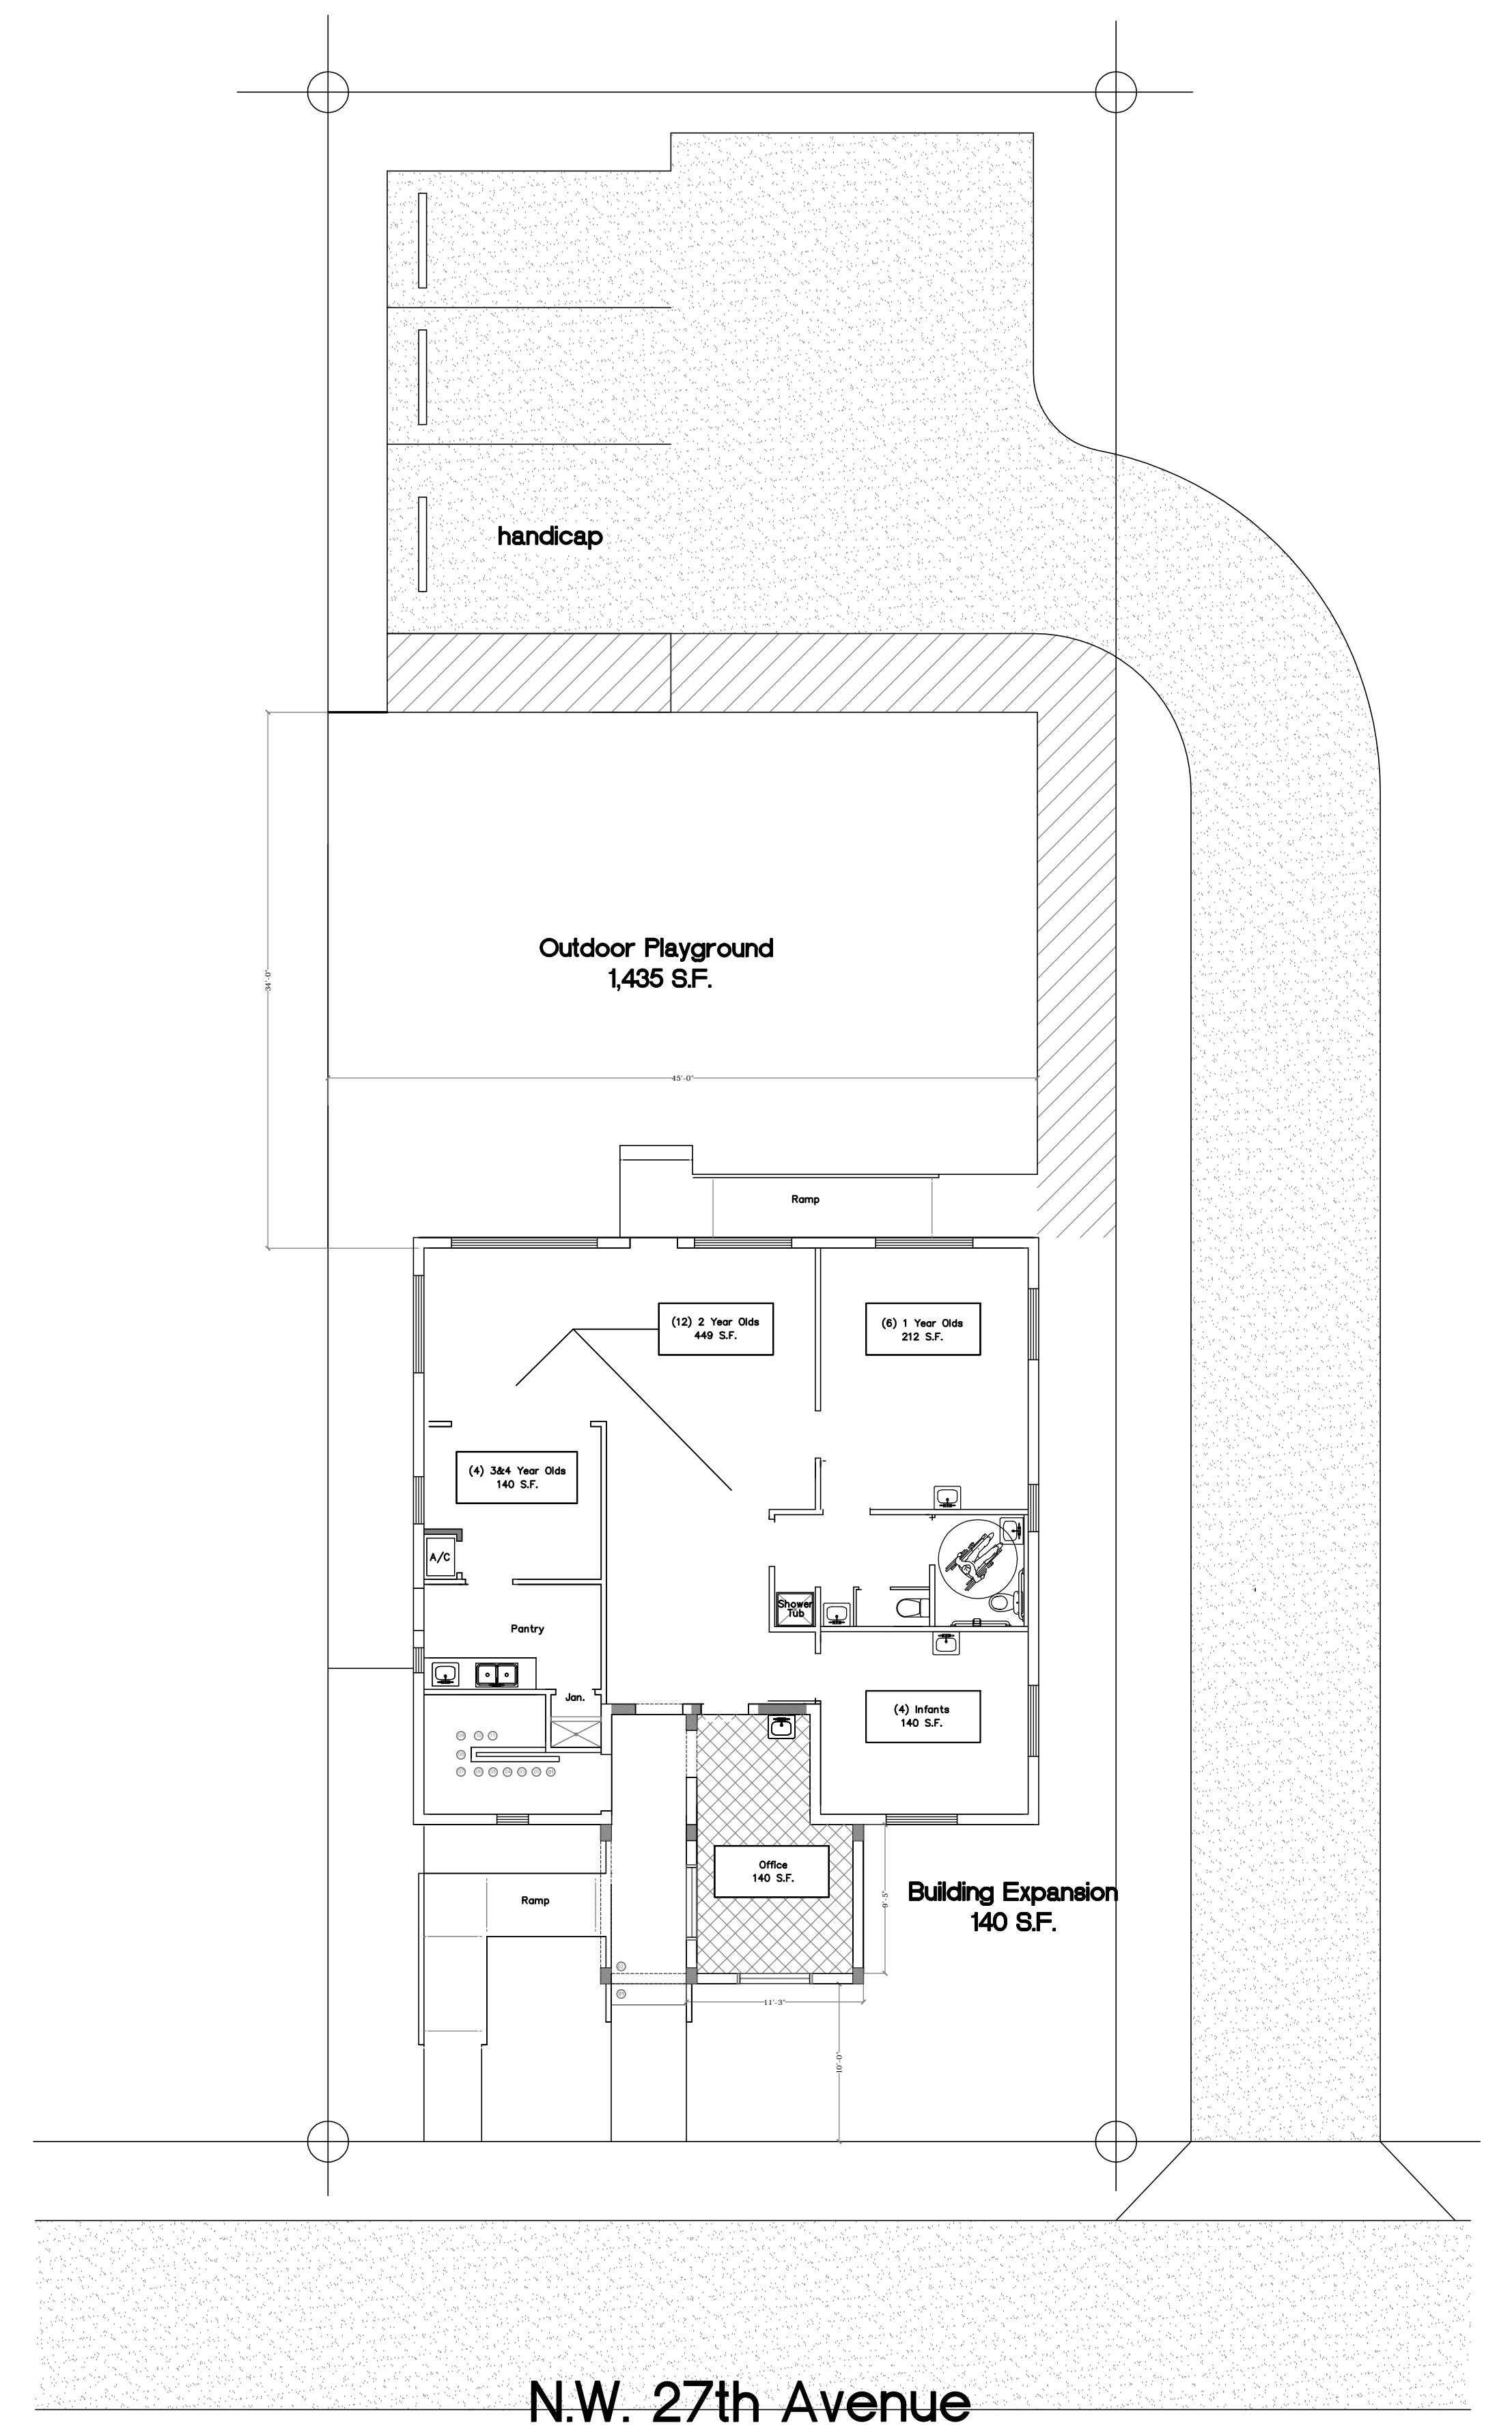 handicap
Outdoor Playground
1,435 S.F.
34'-0"
45'-0"
Ramp
(12) 2 Year Olds
449 S.F.
(6) 1 Year Olds
212 S.F.
(4) 3&4 Year Olds
140 S.F.
A/C
Shower
Tub
Pantry
Jan.
(4) Infants
140 S.F.
Office
140 S.F.
Building Expansion
140 S.F.
9'-5"
Ramp
11'-3"
10'-0"
N.W. 27th Avenue